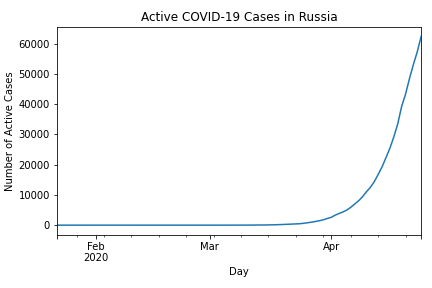 Active COVID-19 Cases in Russia
60000
50000
40000
30000
20000
10000
0
Number of Active Cases
Feb
2020
Mar
Apr
Day